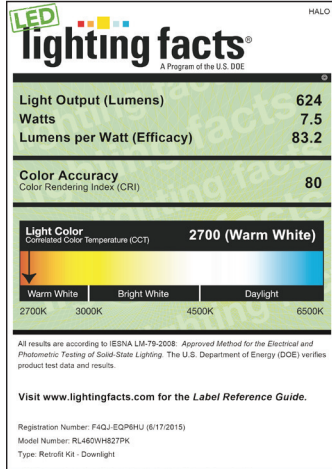 HALO
LED
lighting facts®
A Program of the U.S. DOE
Light Output (Lumens) 624
Watts 7.5
Lumens per Watt (Efficacy) 83.2
Color Accuracy
Color Rendering Index (CRI) 80
Light Color
Correlated Color Temperature (CCT) 2700 (Warm White)
Warm White Bright White Daylight
2700K 3000K 4500K 6500K
All results are according to IESNA LM-79-2008: Approved Method for the Electrical and
Photometric Testing of Solid-State Lighting. The U.S. Department of Energy (DOE) verifies
product test data and results.
Visit www.lightingfacts.com for the Label Reference Guide.
Registration Number: F4QJ-EQP6HU (6/17/2015)
Model Number: RL460WH827PK
Type: Retrofit Kit - Downlight